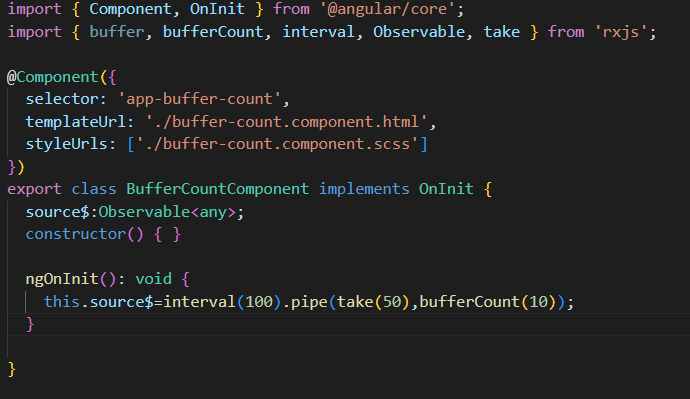 import { Component, OnInit } from '@angular/core';
import { buffer, bufferCount, interval, Observable, take } from 'rxjs';
@Component({
selector: 'app-buffer-count',
templateUrl: './buffer-count.component.html',
styleUrls: ['./buffer-count.component.scss']
})
export class BufferCountComponent implements OnInit {
source$:Observable<any>;
constructor() { }
ngOnInit(): void {
this.source$=interval(100).pipe(take(50),bufferCount(10));
}
}